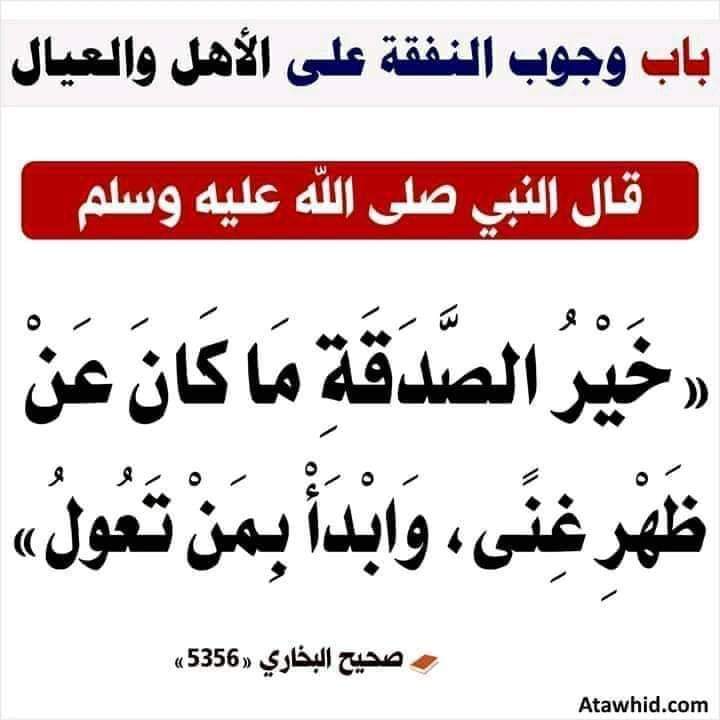 باب وجوب النفقة على الأهل والعيال
قال النبي صلى الله عليه وسلم
« خَيْرُ الصَّدَقَةِ مَا كَانَ عَنْ
ظَهْرِ غِنًى، وَابْدَأْ بِمَنْ تَعُولُ »
صحيح البخاري «5356»
Atawhid.com